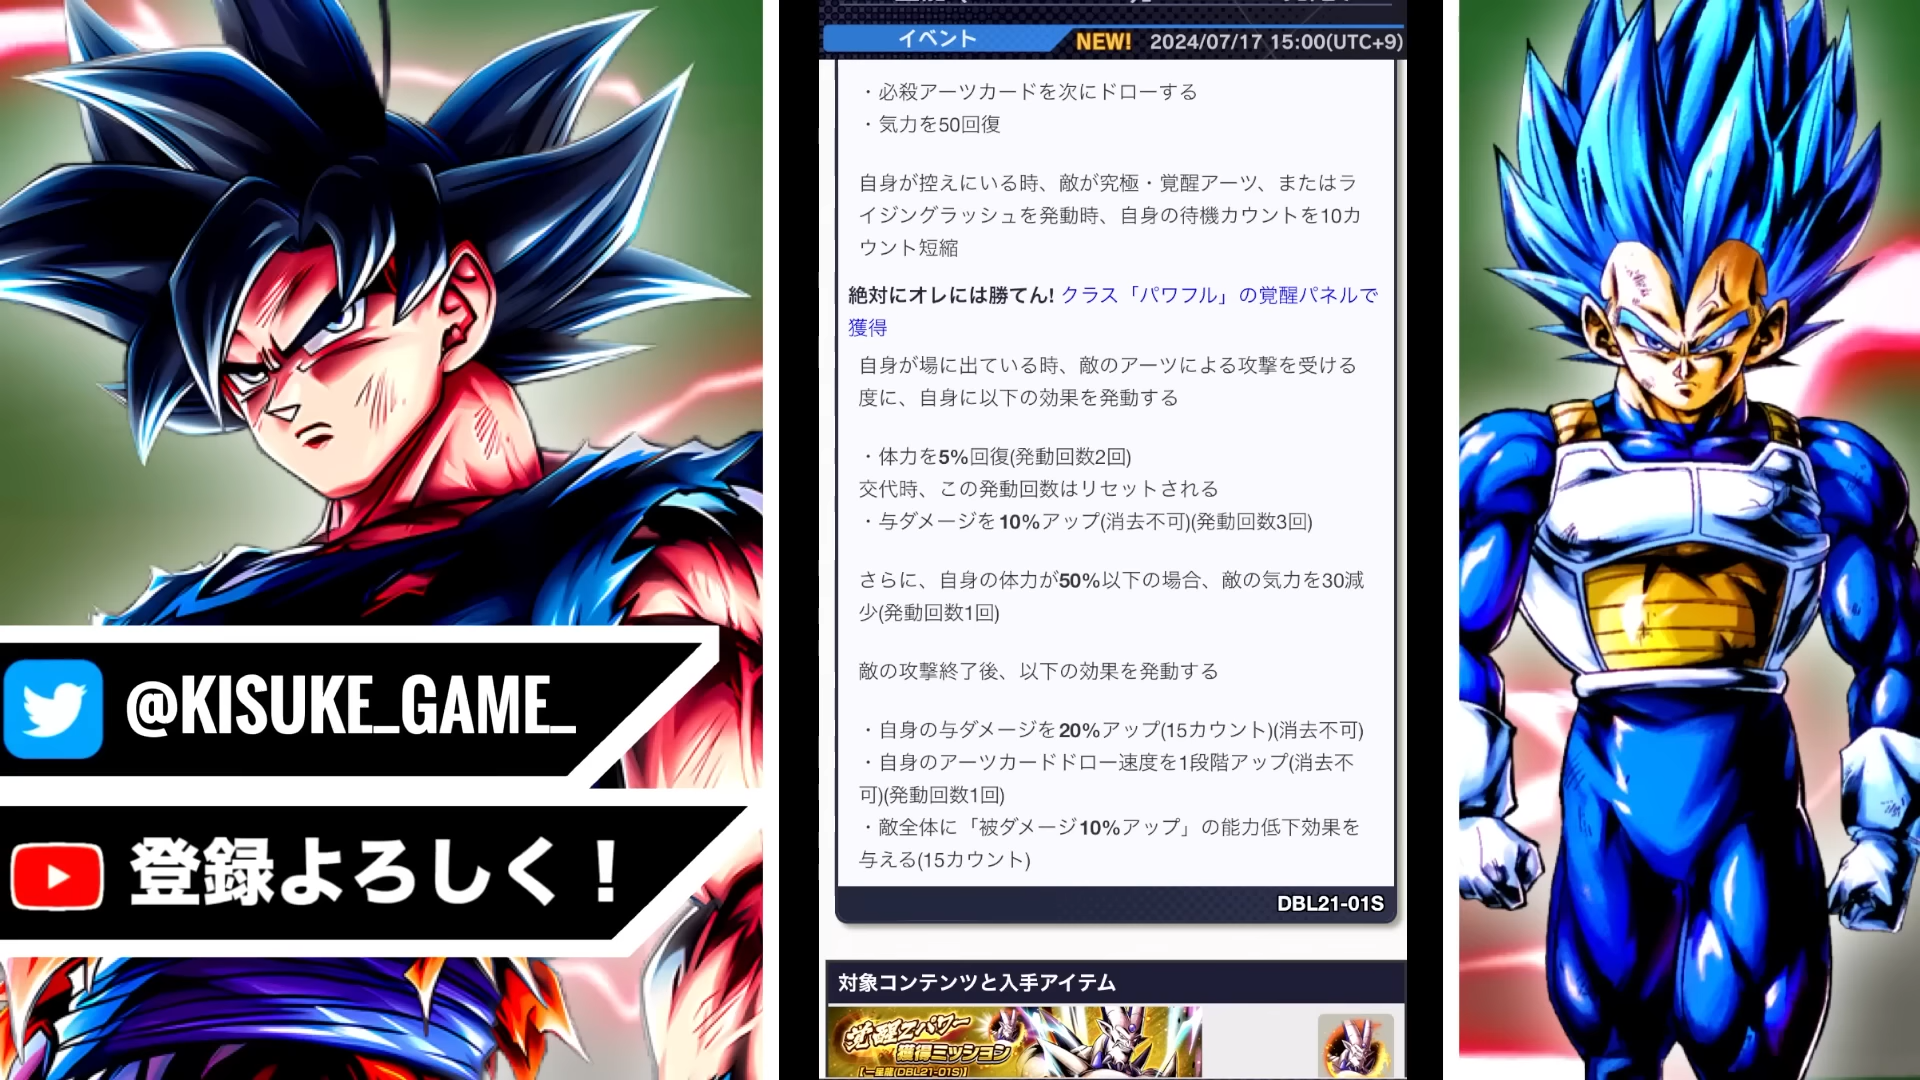 イベント
NEW! 2024/07/17 15:00(UTC+9)
・必殺アーツカードを次にドローする
・気力を50回復
自身が控えにいる時、敵が究極・覚醒アーツ、またはラ
イジングラッシュを発動時、自身の待機カウントを10カ
ウント短縮
絶対にオレには勝てん! クラス「パワフル」の覚醒パネルで
獲得
自身が場に出ている時、敵のアーツによる攻撃を受ける
度に、自身に以下の効果を発動する
・体力を5%回復(発動回数2回)
交代時、この発動回数はリセットされる
・与ダメージを10%アップ(消去不可)(発動回数3回)
さらに、自身の体力が50%以下の場合、敵の気力を30減
少(発動回数1回)
敵の攻撃終了後、以下の効果を発動する
・自身の与ダメージを20%アップ(15カウント)(消去不可)
・自身のアーツカードドロー速度を1段階アップ(消去不
可)(発動回数1回)
・敵全体に「被ダメージ10%アップ」の能力低下効果を
与える(15カウント)
DBL21-01S
対象コンテンツと入手アイテム
覚醒Zパワー
獲得ミッション
【一星龍(DBL21-01S)】
@KISUKE_GAME_
登録よろしく！